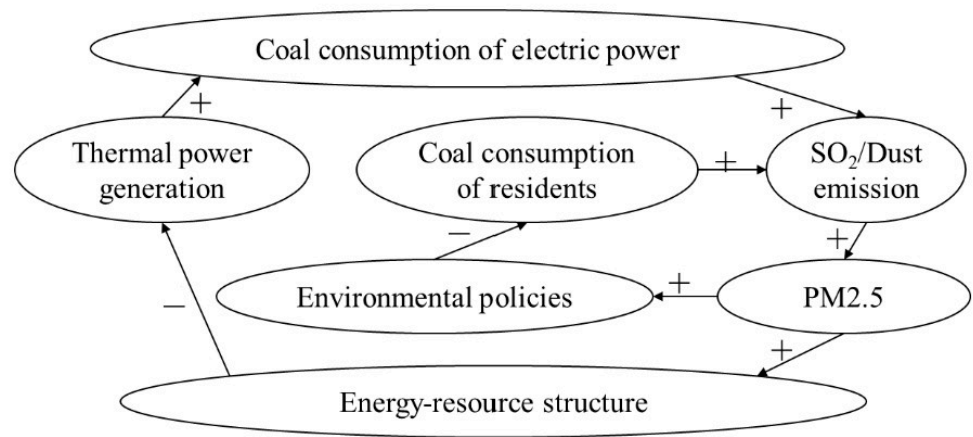 Coal consumption of electric power
+
+
Thermal power
generation
Coal consumption
of residents
+
SO₂/Dust
emission
−
+
Environmental policies
+
PM2.5
−
+
Energy-resource structure